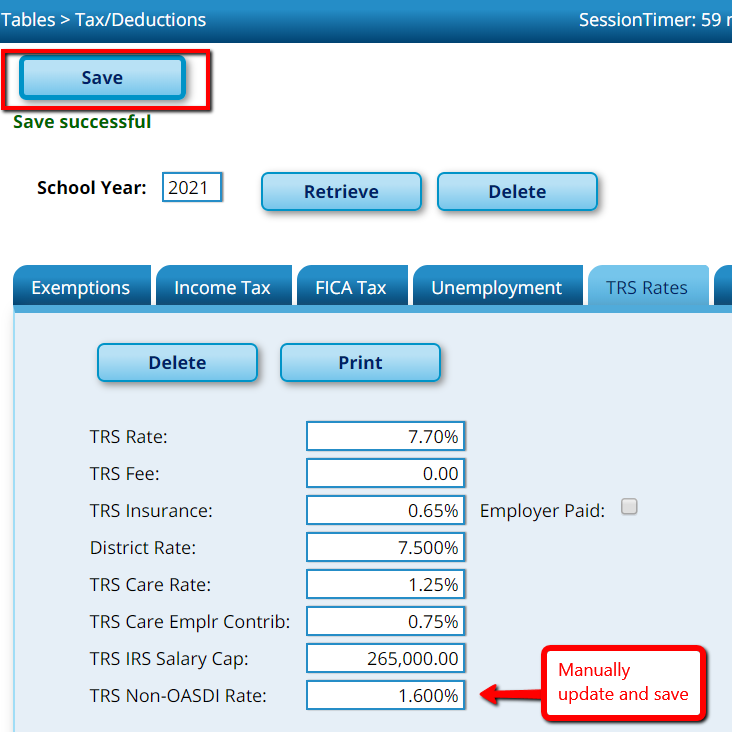 Tables > Tax/Deductions SessionTimer: 59
Save
Save successful
School Year: 2021 Retrieve Delete
Exemptions Income Tax FICA Tax Unemployment TRS Rates
Delete Print
TRS Rate: 7.70%
TRS Fee: 0.00
TRS Insurance: 0.65% Employer Paid:
District Rate: 7.500%
TRS Care Rate: 1.25%
TRS Care Emplr Contrib: 0.75%
TRS IRS Salary Cap: 265,000.00
TRS Non-OASDI Rate: 1.600%
Manually
update and save